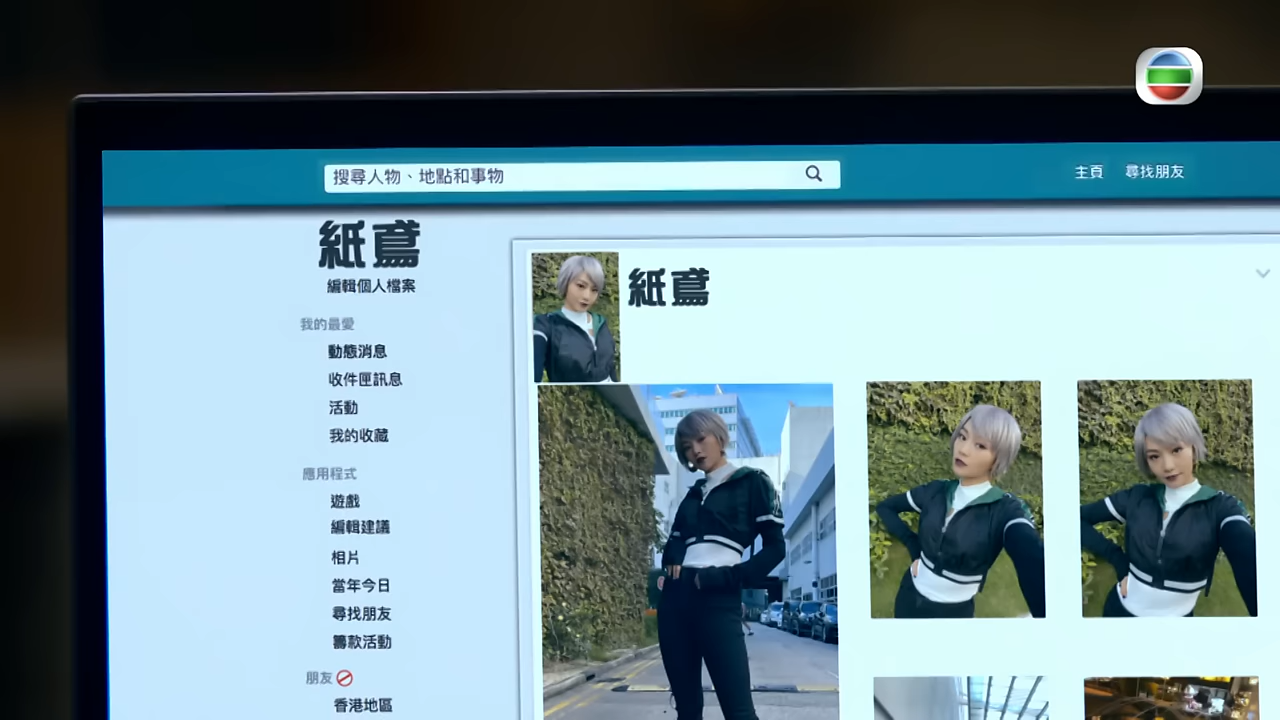 搜尋人物、地點和事物
主頁
尋找朋友
紙鳶
編輯個人檔案
紙鳶
我的最愛
動態消息
收件匣訊息
活動
我的收藏
應用程式
遊戲
編輯建議
相片
當年今日
尋找朋友
籌款活動
朋友
香港地區